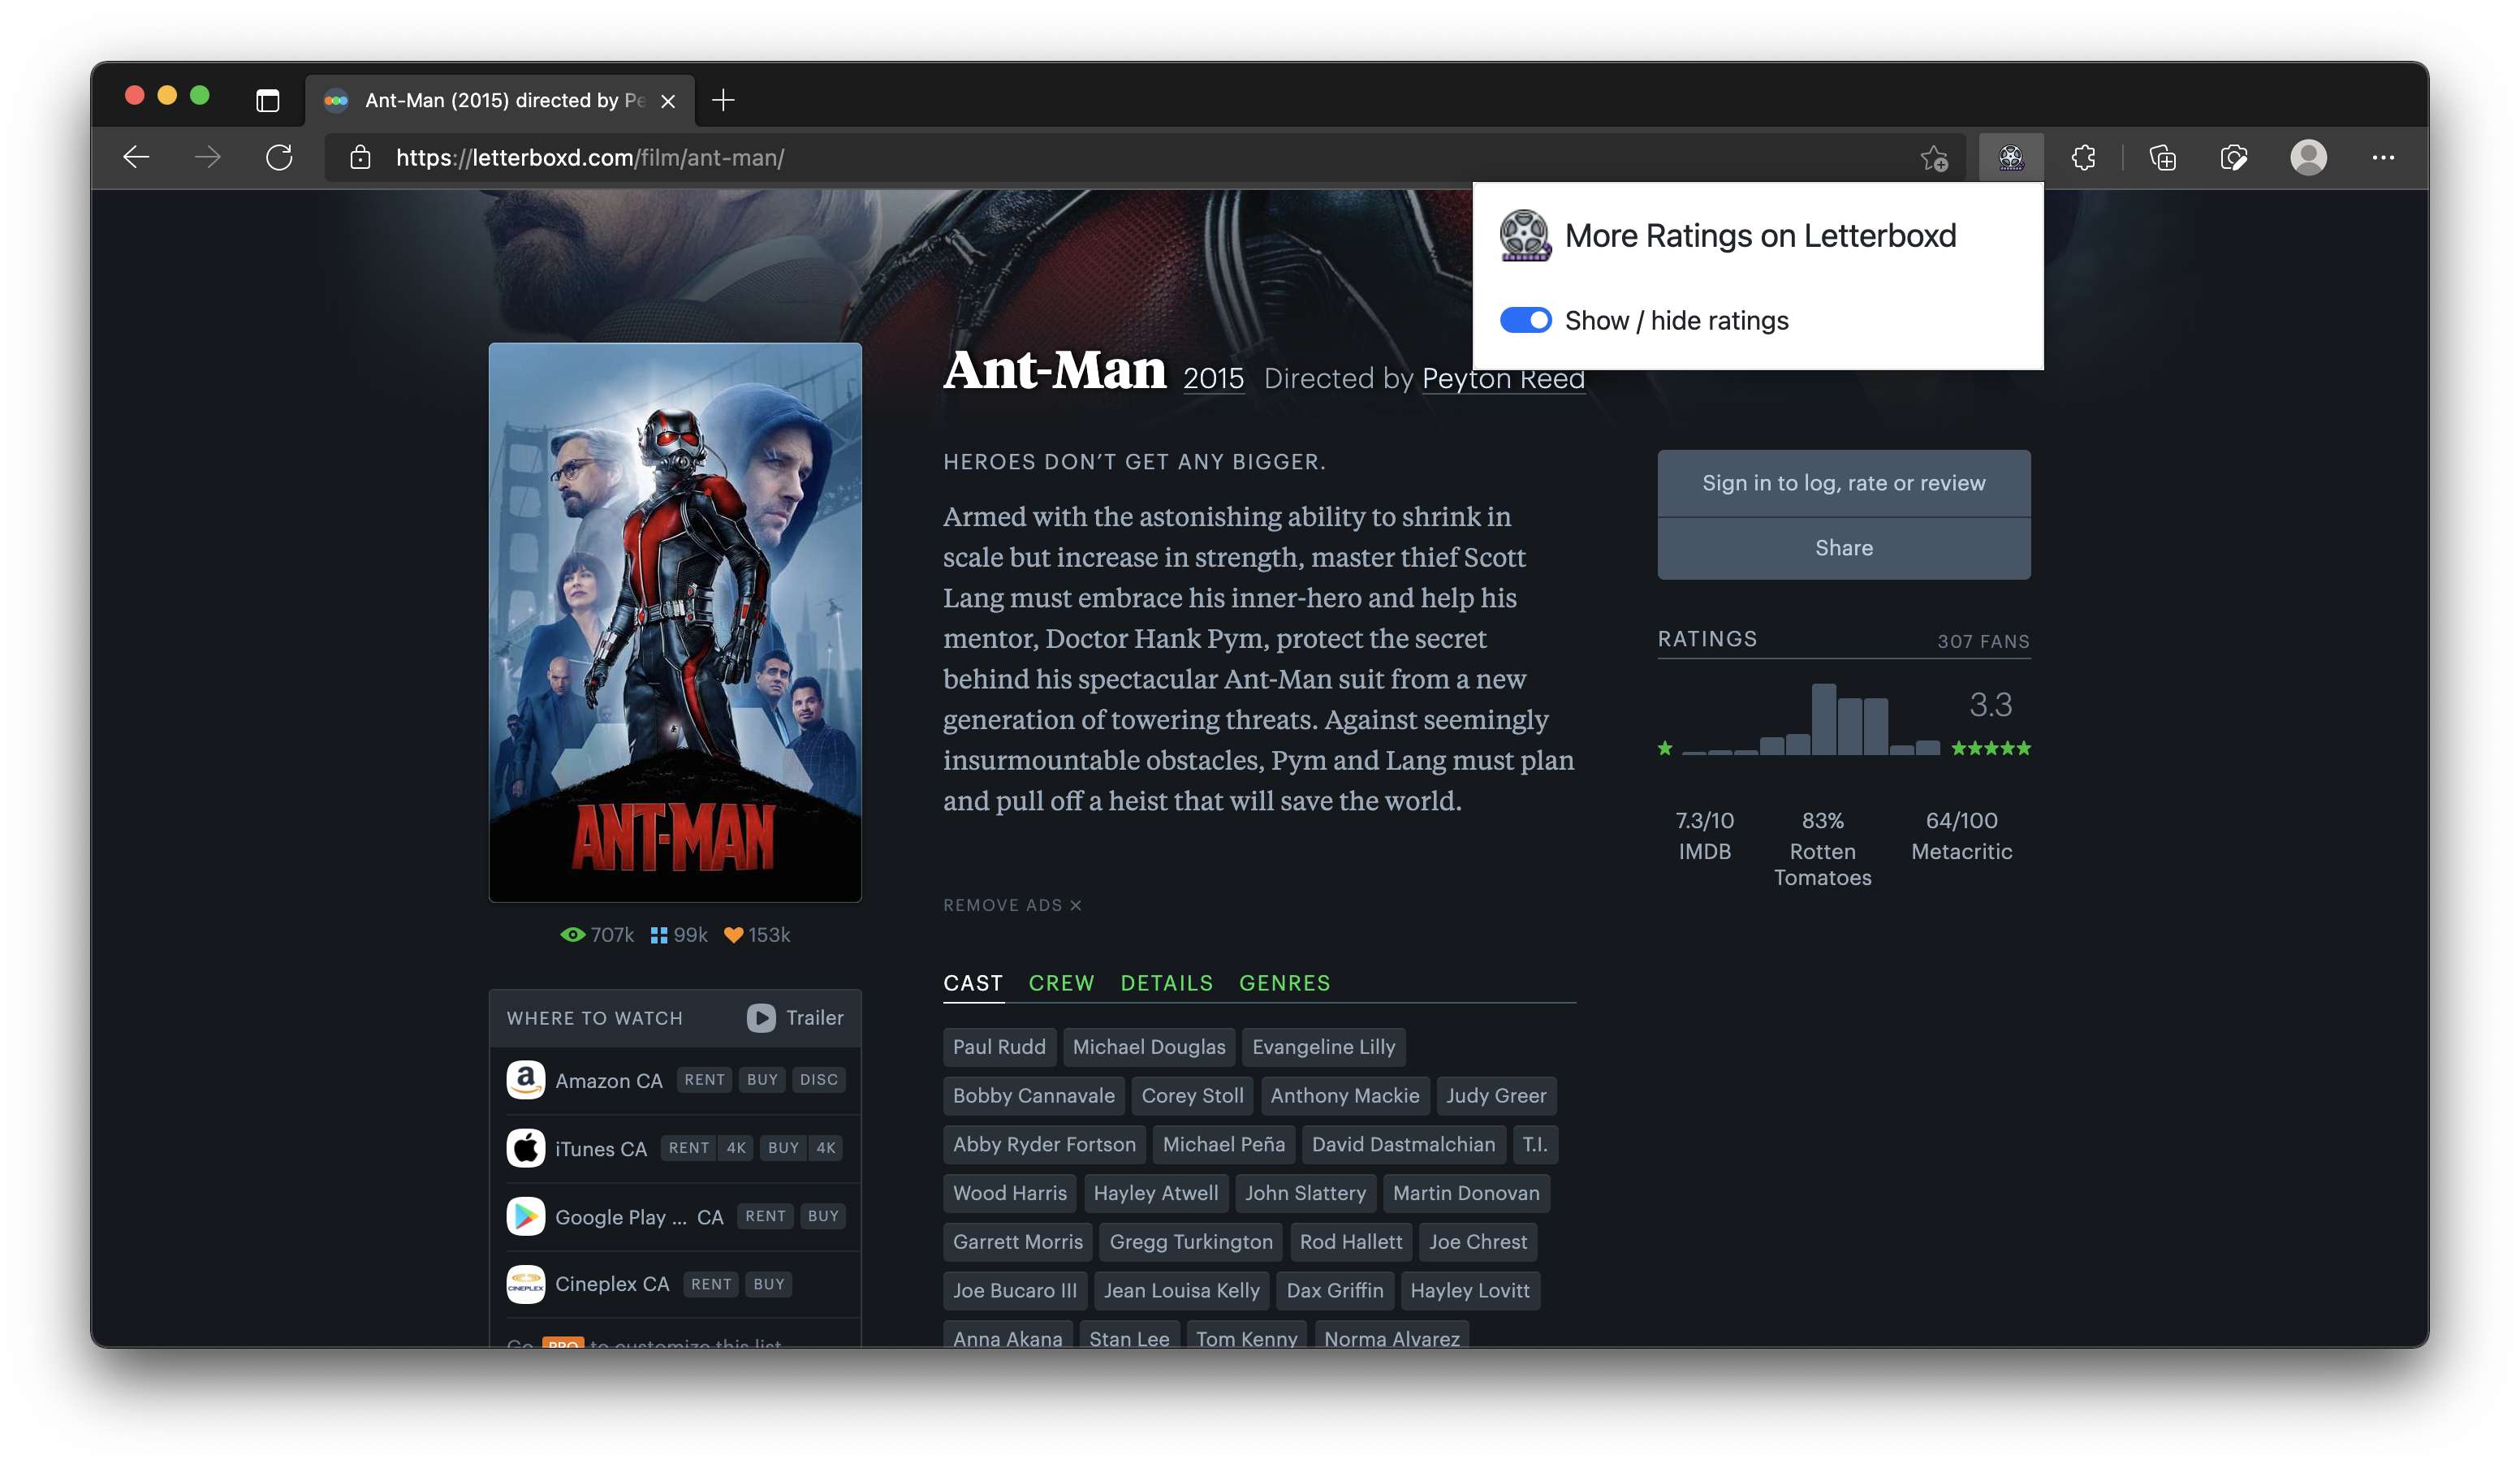 Ant-Man (2015) directed by Pe
https://letterboxd.com/film/ant-man/
More Ratings on Letterboxd
Show / hide ratings
Ant-Man 2015 Directed by Peyton Reed
HEROES DON’T GET ANY BIGGER.
Armed with the astonishing ability to shrink in
scale but increase in strength, master thief Scott
Lang must embrace his inner-hero and help his
mentor, Doctor Hank Pym, protect the secret
behind his spectacular Ant-Man suit from a new
generation of towering threats. Against seemingly
insurmountable obstacles, Pym and Lang must plan
and pull off a heist that will save the world.
REMOVE ADS
ANT-MAN
707k 99k 153k
WHERE TO WATCH Trailer
a Amazon CA RENT BUY DISC
iTunes CA RENT 4K BUY 4K
Google Play ... CA RENT BUY
CINEPLEX Cineplex CA RENT BUY
Go PRO to customize this list
CAST CREW DETAILS GENRES
Paul Rudd Michael Douglas Evangeline Lilly
Bobby Cannavale Corey Stoll Anthony Mackie Judy Greer
Abby Ryder Fortson Michael Peña David Dastmalchian T.I.
Wood Harris Hayley Atwell John Slattery Martin Donovan
Garrett Morris Gregg Turkington Rod Hallett Joe Chrest
Joe Bucaro III Jean Louisa Kelly Dax Griffin Hayley Lovitt
Anna Akana Stan Lee Tom Kenny Norma Alvarez
Sign in to log, rate or review
Share
RATINGS 307 FANS
3.3
7.3/10 83% 64/100
IMDB Rotten Metacritic
Tomatoes